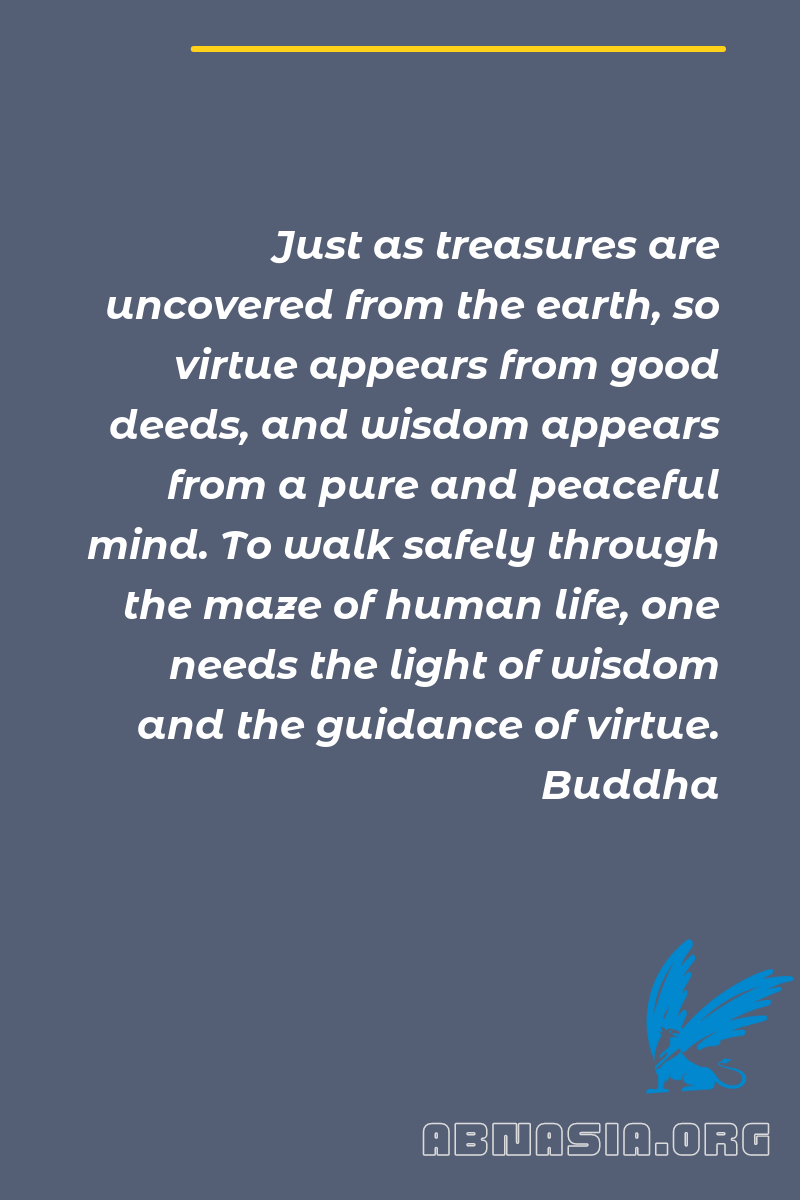 Just as treasures are
uncovered from the earth, so
virtue appears from good
deeds, and wisdom appears
from a pure and peaceful
mind. To walk safely through
the maze of human life, one
needs the light of wisdom
and the guidance of virtue.
Buddha
ABNASIA.ORG